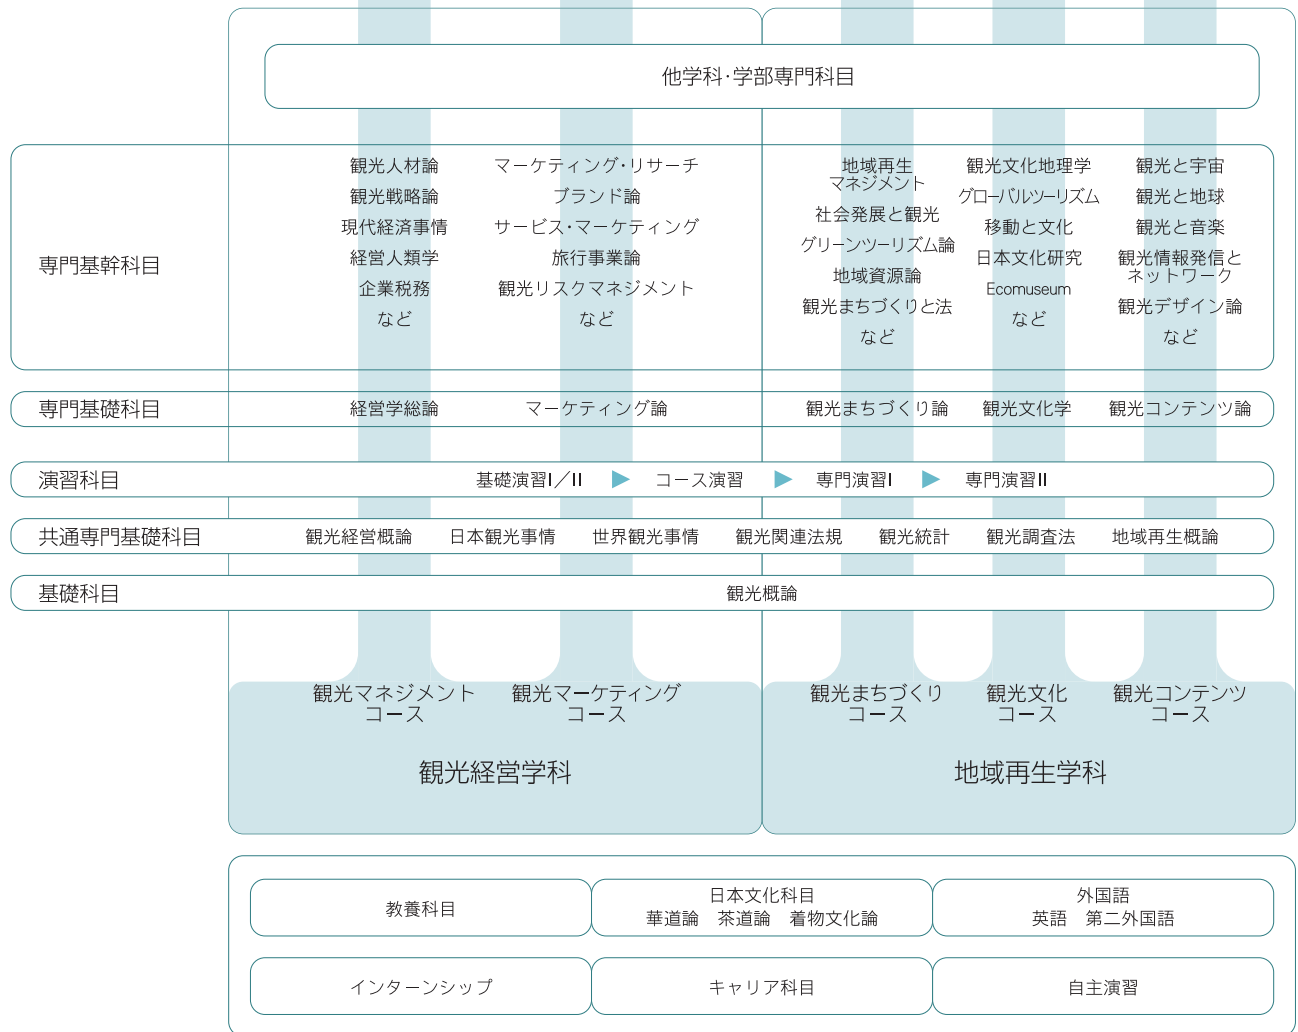 他学科・学部専門科目
専門基幹科目
観光人材論
観光戦略論
現代経済事情
経営人類学
企業税務
など
マーケティング・リサーチ
ブランド論
サービス・マーケティング
旅行事業論
観光リスクマネジメント
など
地域再生
マネジメント
社会発展と観光
グリーンツーリズム論
地域資源論
観光まちづくりと法
など
観光文化地理学
グローバルツーリズム
移動と文化
日本文化研究
Ecomuseum
など
観光と宇宙
観光と地球
観光と音楽
観光情報発信と
ネットワーク
観光デザイン論
など
専門基礎科目
経営学総論
マーケティング論
観光まちづくり論
観光文化学
観光コンテンツ論
演習科目
基礎演習I／II ▶ コース演習 ▶ 専門演習I ▶ 専門演習II
共通専門基礎科目
観光経営概論 日本観光事情 世界観光事情 観光関連法規 観光統計 観光調査法 地域再生概論
基礎科目
観光概論
観光マネジメント
コース
観光マーケティング
コース
観光まちづくり
コース
観光文化
コース
観光コンテンツ
コース
観光経営学科
地域再生学科
教養科目
日本文化科目
華道論 茶道論 着物文化論
外国語
英語 第二外国語
インターンシップ
キャリア科目
自主演習